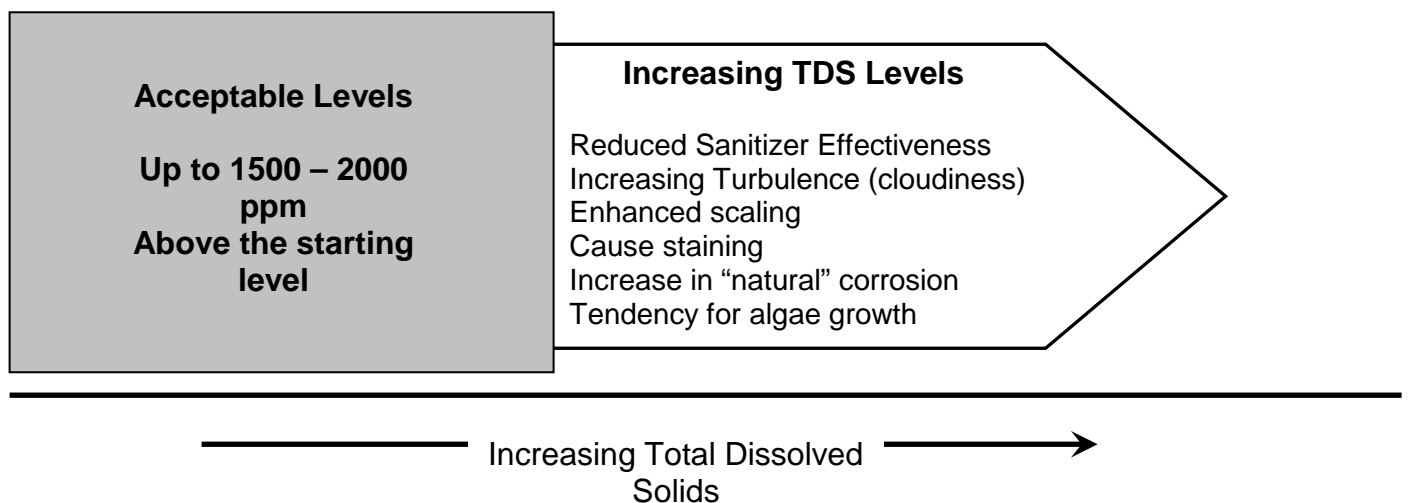 Acceptable Levels
Up to 1500 – 2000
ppm
Above the starting
level
Increasing TDS Levels
Reduced Sanitizer Effectiveness
Increasing Turbulence (cloudiness)
Enhanced scaling
Cause staining
Increase in “natural” corrosion
Tendency for algae growth
Increasing Total Dissolved
Solids